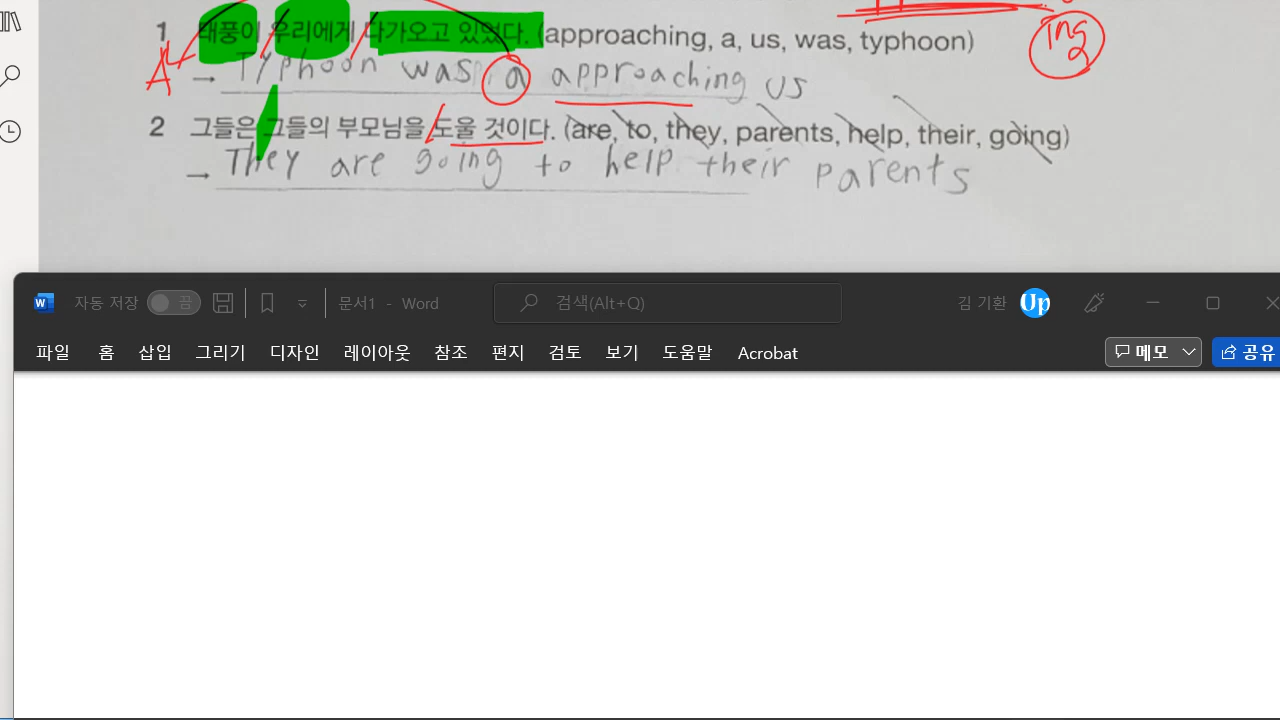 1 태풍이 우리에게 다가오고 있었다. (approaching, a, us, was, typhoon)
ing
A
→ Typhoon was a approaching us
2 그들은 그들의 부모님을 도울 것이다. (are, to, they, parents, help, their, going)
→ They are going to help their parents
자동 저장 끔 문서1 - Word 검색(Alt+Q) 김 기환 Up
파일 홈 삽입 그리기 디자인 레이아웃 참조 편지 검토 보기 도움말 Acrobat 메모 공유